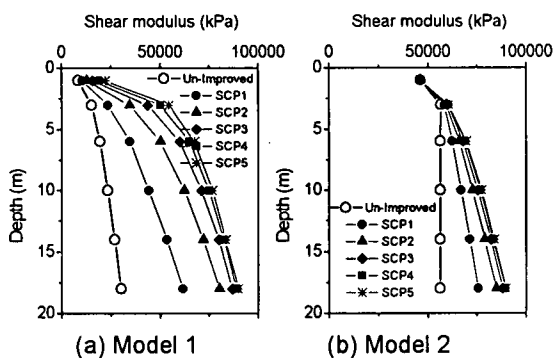 Shear modulus (kPa)
0 50000 100000
0
5
10
15
20
Depth (m)
Un-Improved
SCP1
SCP2
SCP3
SCP4
SCP5
(a) Model 1
Shear modulus (kPa)
0 50000 100000
0
5
10
15
20
Depth (m)
Un-Improved
SCP1
SCP2
SCP3
SCP4
SCP5
(b) Model 2